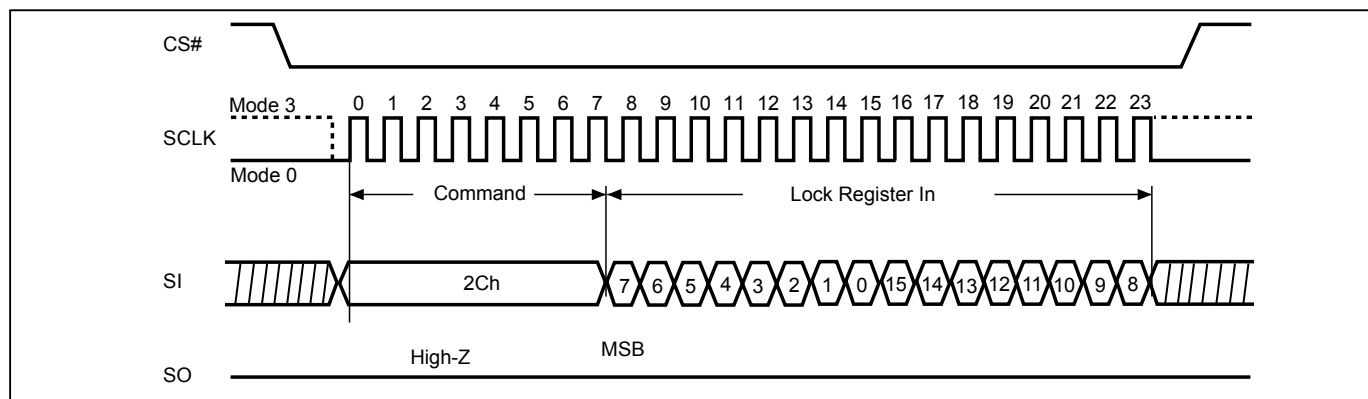 CS#
Mode 3
0 1 2 3 4 5 6 7 8 9 10 11 12 13 14 15 16 17 18 19 20 21 22 23
SCLK
Mode 0
Command
Lock Register In
SI
2Ch
7 6 5 4 3 2 1 0 15 14 13 12 11 10 9 8
High-Z
MSB
SO